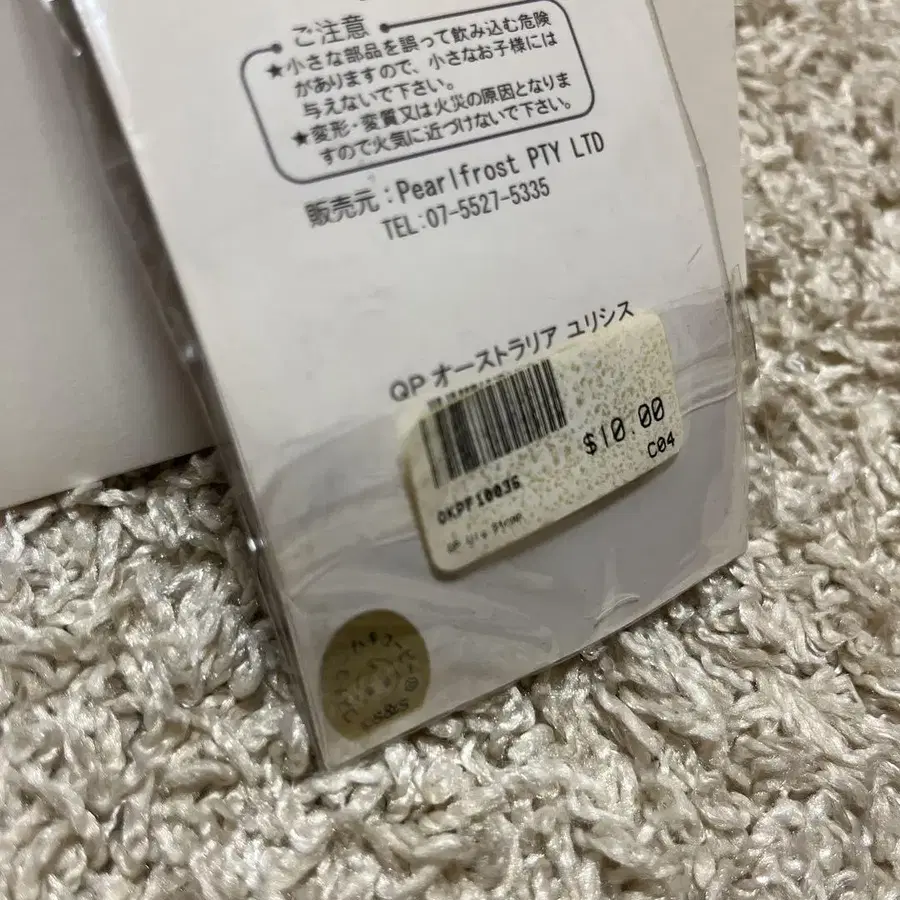 ご注意
★小さな部品を誤って飲み込む危険
がありますので、小さなお子様には
与えないで下さい。
★変形・変質又は火災の原因となりま
すので火気に近づけないで下さい。
販売元:Pearlfrost PTY LTD
TEL:07-5527-5335
QP オーストラリア ユリシス
$10.00
C04
OKPF10036
QP